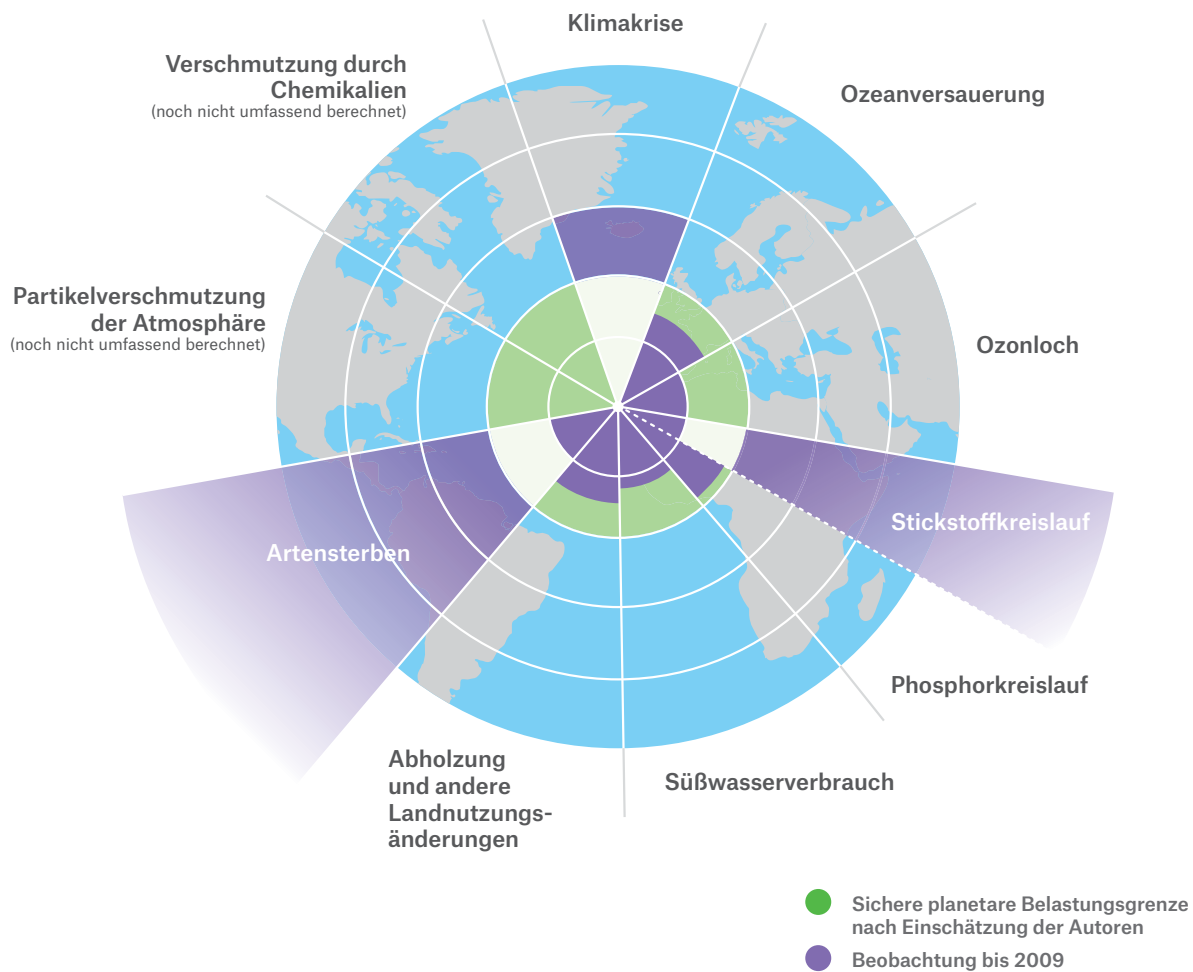 Klimakrise
Verschmutzung durch
Chemikalien
(noch nicht umfassend berechnet)
Ozeanversauerung
Partikelverschmutzung
der Atmosphäre
(noch nicht umfassend berechnet)
Ozonloch
Stickstoffkreislauf
Artensterben
Phosphorkreislauf
Abholzung
und andere
Landnutzungs-
änderungen
Süßwasserverbrauch
Sichere planetare Belastungsgrenze
nach Einschätzung der Autoren
Beobachtung bis 2009